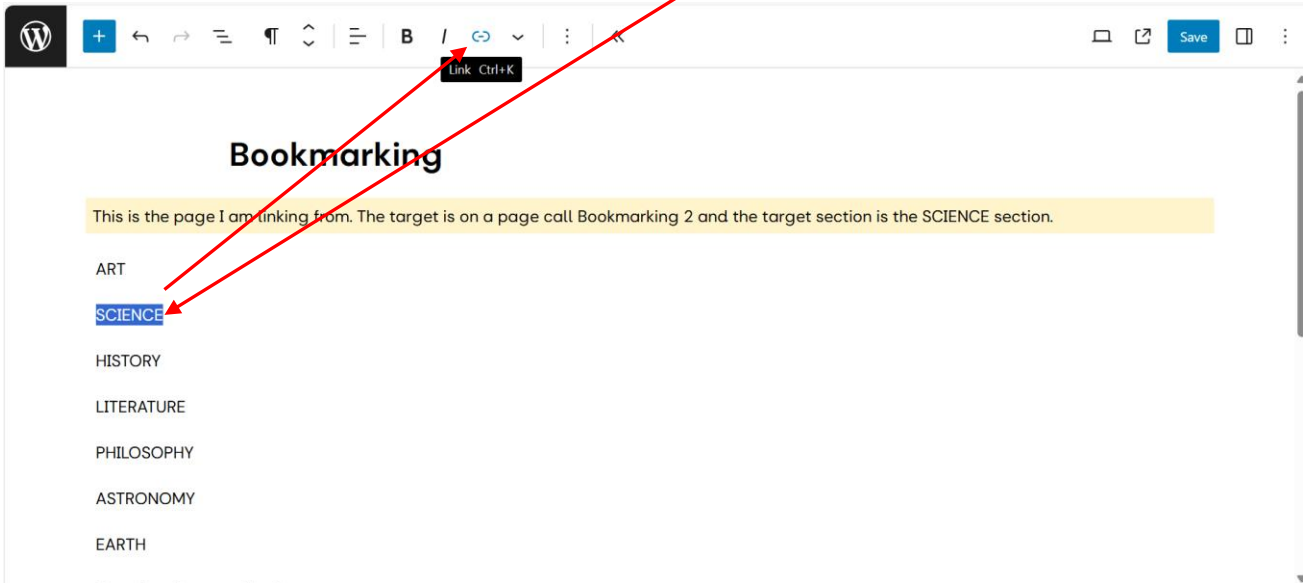 B I
Save
Link Ctrl+K
Bookmarking
This is the page I am linking from. The target is on a page call Bookmarking 2 and the target section is the SCIENCE section.
ART
SCIENCE
HISTORY
LITERATURE
PHILOSOPHY
ASTRONOMY
EARTH